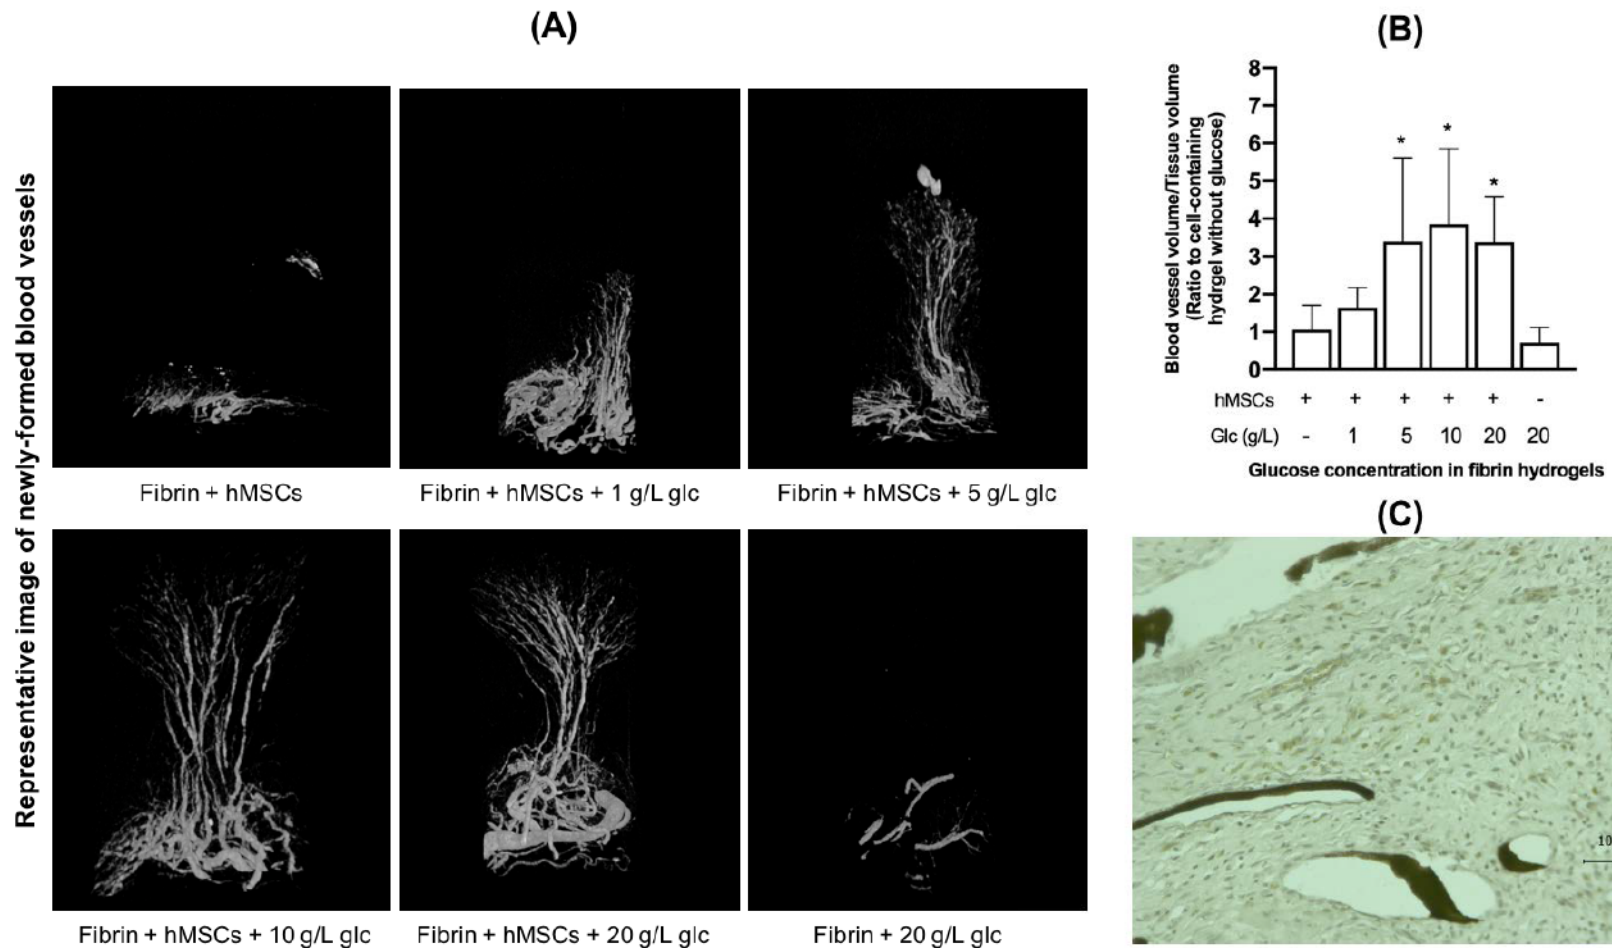 (A)
Representative image of newly-formed blood vessels
Fibrin + hMSCs
Fibrin + hMSCs + 1 g/L glc
Fibrin + hMSCs + 5 g/L glc
Fibrin + hMSCs + 10 g/L glc
Fibrin + hMSCs + 20 g/L glc
Fibrin + 20 g/L glc
(B)
Blood vessel volume/Tissue volume
(Ratio to cell-containing
hydrgel without glucose)
8
7
6
5
4
3
2
1
0
* * *
hMSCs + + + + + -
Glc (g/L) - 1 5 10 20 20
Glucose concentration in fibrin hydrogels
(C)
10